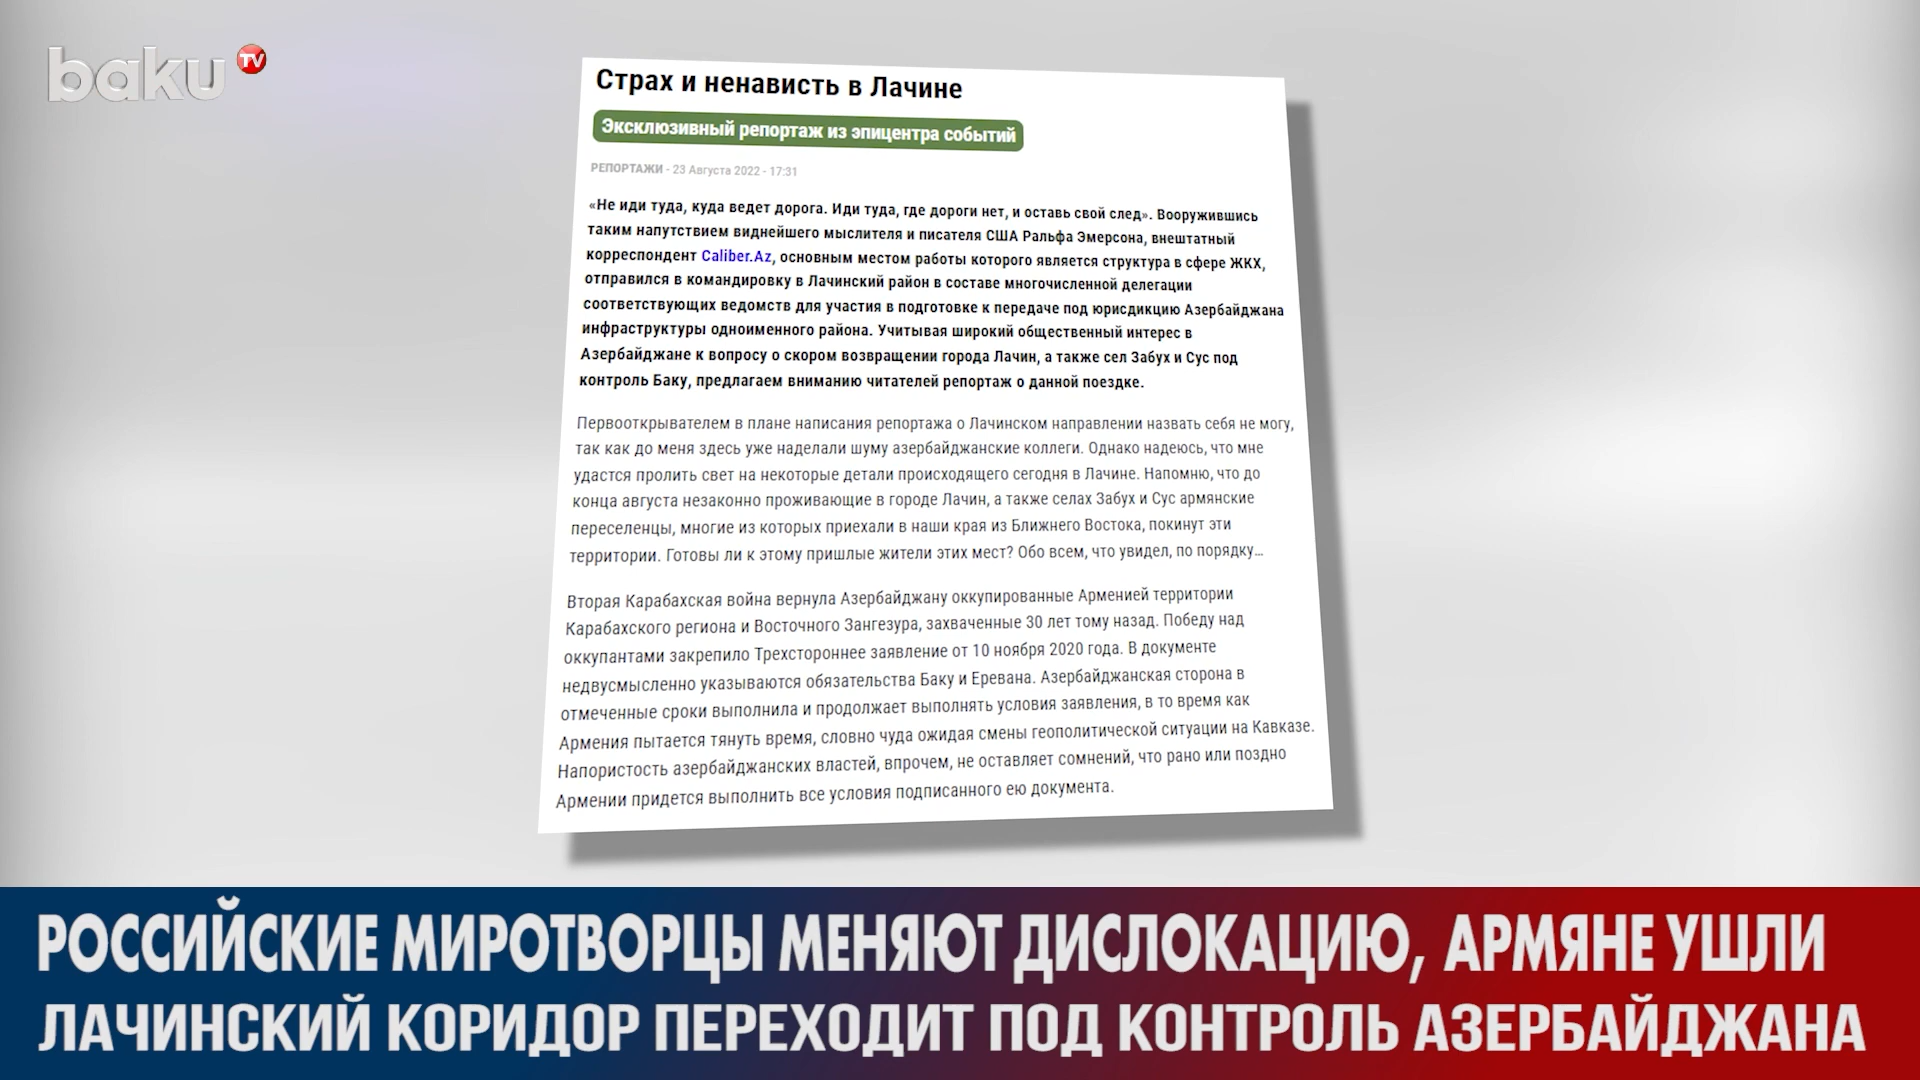 baku TV
Страх и ненависть в Лачине
Эксклюзивный репортаж из эпицентра событий
РЕПОРТАЖИ - 23 Августа 2022 - 17:31
«Не иди туда, куда ведет дорога. Иди туда, где дороги нет, и оставь свой след». Вооружившись
таким напутствием виднейшего мыслителя и писателя США Ральфа Эмерсона, внештатный
корреспондент Caliber.Az, основным местом работы которого является структура в сфере ЖКХ,
отправился в командировку в Лачинский район в составе многочисленной делегации
соответствующих ведомств для участия в подготовке к передаче под юрисдикцию Азербайджана
инфраструктуры одноименного района. Учитывая широкий общественный интерес в
Азербайджане к вопросу о скором возвращении города Лачин, а также сел Забух и Сус под
контроль Баку, предлагаем вниманию читателей репортаж о данной поездке.
Первооткрывателем в плане написания репортажа о Лачинском направлении назвать себя не могу,
так как до меня здесь уже наделали шуму азербайджанские коллеги. Однако надеюсь, что мне
удастся пролить свет на некоторые детали происходящего сегодня в Лачине. Напомню, что до
конца августа незаконно проживающие в городе Лачин, а также селах Забух и Сус армянские
переселенцы, многие из которых приехали в наши края из Ближнего Востока, покинут эти
территории. Готовы ли к этому пришлые жители этих мест? Обо всем, что увидел, по порядку...
Вторая Карабахская война вернула Азербайджану оккупированные Арменией территории
Карабахского региона и Восточного Зангезура, захваченные 30 лет тому назад. Победу над
оккупантами закрепило Трехстороннее заявление от 10 ноября 2020 года. В документе
недвусмысленно указываются обязательства Баку и Еревана. Азербайджанская сторона в
отмеченные сроки выполнила и продолжает выполнять условия заявления, в то время как
Армения пытается тянуть время, словно чуда ожидая смены геополитической ситуации на Кавказе.
Напористость азербайджанских властей, впрочем, не оставляет сомнений, что рано или поздно
Армении придется выполнить все условия подписанного ею документа.
РОССИЙСКИЕ МИРОТВОРЦЫ МЕНЯЮТ ДИСЛОКАЦИЮ, АРМЯНЕ УШЛИ
ЛАЧИНСКИЙ КОРИДОР ПЕРЕХОДИТ ПОД КОНТРОЛЬ АЗЕРБАЙДЖАНА